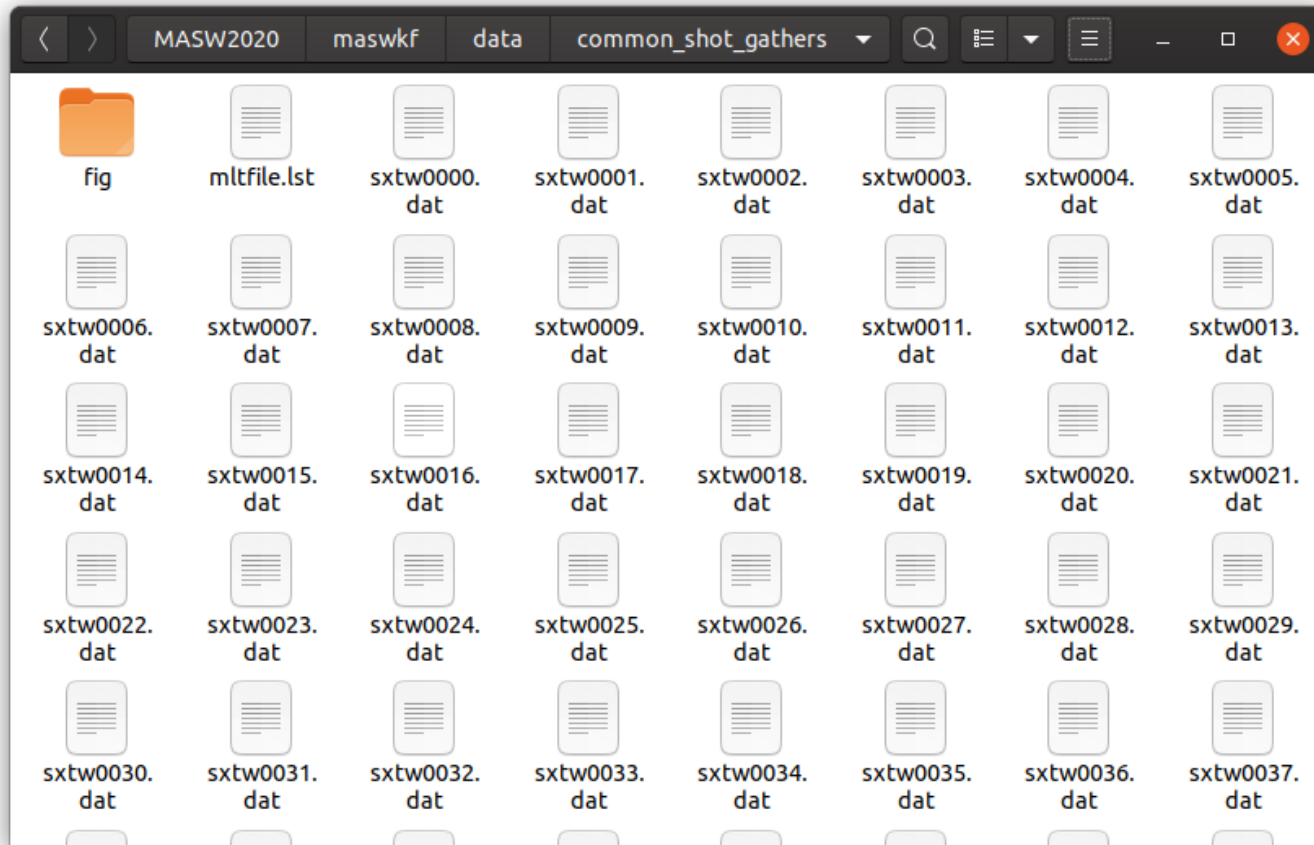 MASW2020 maswkf data common_shot_gathers
fig mltfile.lst sxtw0000. sxtw0001. sxtw0002. sxtw0003. sxtw0004. sxtw0005.
dat dat dat dat dat dat
sxtw0006. sxtw0007. sxtw0008. sxtw0009. sxtw0010. sxtw0011. sxtw0012. sxtw0013.
dat dat dat dat dat dat dat dat
sxtw0014. sxtw0015. sxtw0016. sxtw0017. sxtw0018. sxtw0019. sxtw0020. sxtw0021.
dat dat dat dat dat dat dat dat
sxtw0022. sxtw0023. sxtw0024. sxtw0025. sxtw0026. sxtw0027. sxtw0028. sxtw0029.
dat dat dat dat dat dat dat dat
sxtw0030. sxtw0031. sxtw0032. sxtw0033. sxtw0034. sxtw0035. sxtw0036. sxtw0037.
dat dat dat dat dat dat dat dat